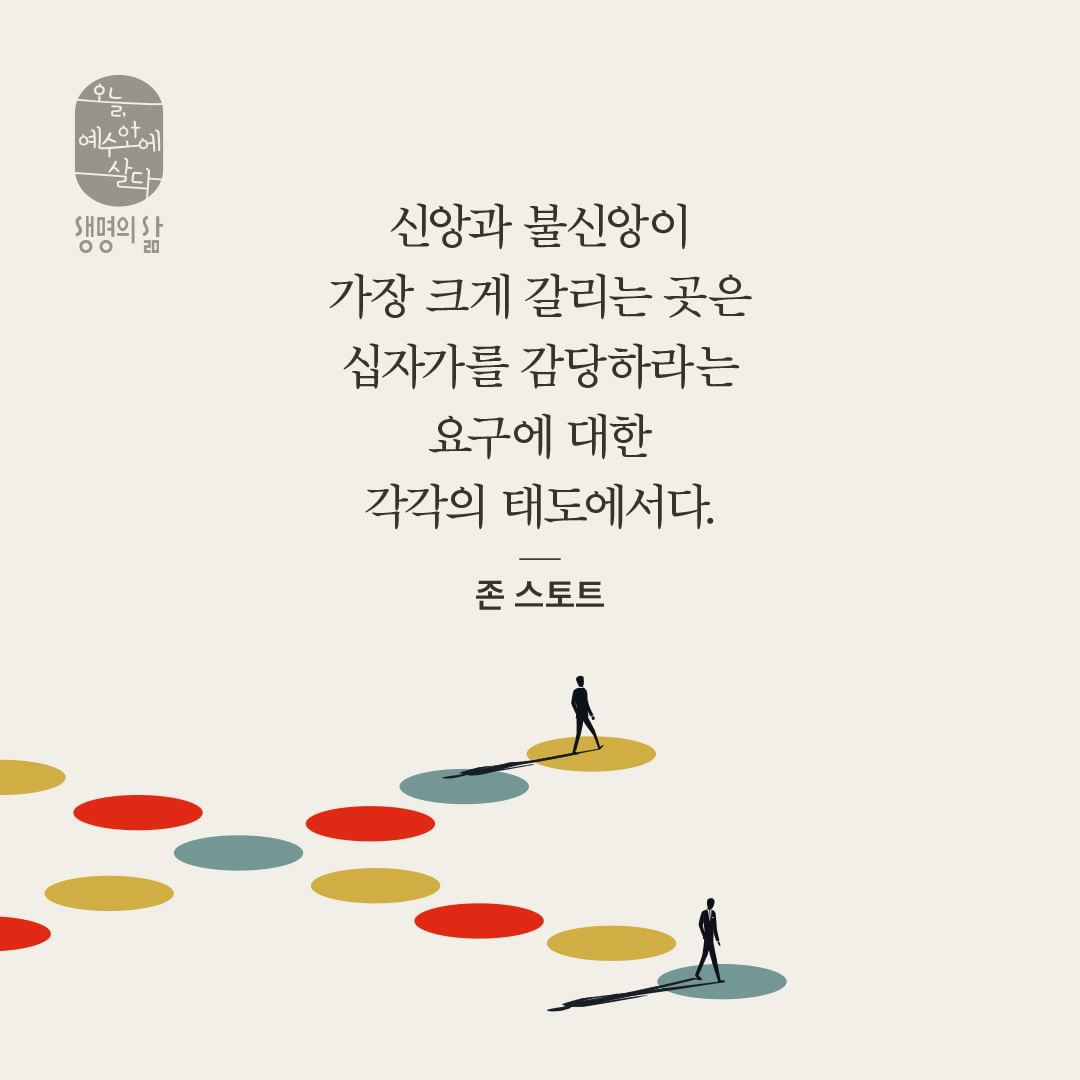 오늘,
예수 안에
살다
생명의 삶
신앙과 불신앙이
가장 크게 갈리는 곳은
십자가를 감당하라는
요구에 대한
각각의 태도에서다.
존 스토트